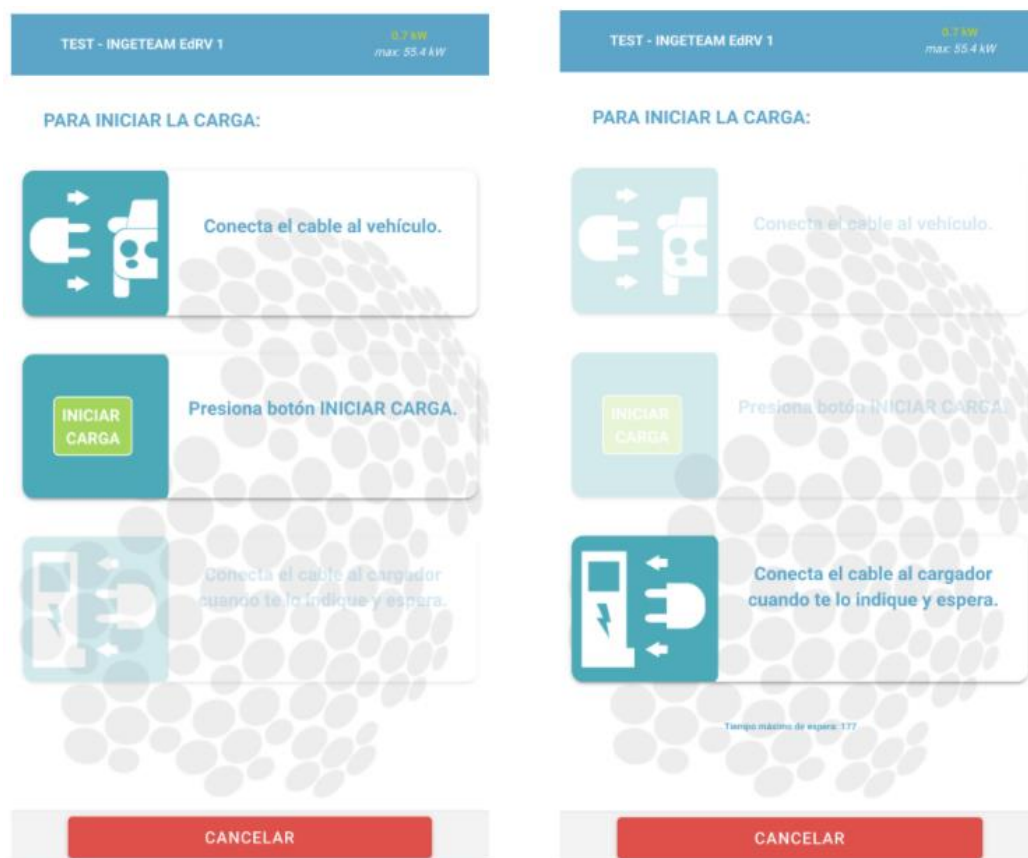 TEST - INGETEAM EdRV 1
0.7 kW
max: 55.4 kW
PARA INICIAR LA CARGA:
Conecta el cable al vehículo.
INICIAR
CARGA
Presiona botón INICIAR CARGA.
Conecta el cable al cargador
cuando te lo indique y espera.
CANCELAR
TEST - INGETEAM EdRV 1
0.7 kW
max: 55.4 kW
PARA INICIAR LA CARGA:
Conecta el cable al vehículo.
INICIAR
CARGA
Presiona botón INICIAR CARGA.
Conecta el cable al cargador
cuando te lo indique y espera.
Tiempo máximo de espera: 177
CANCELAR